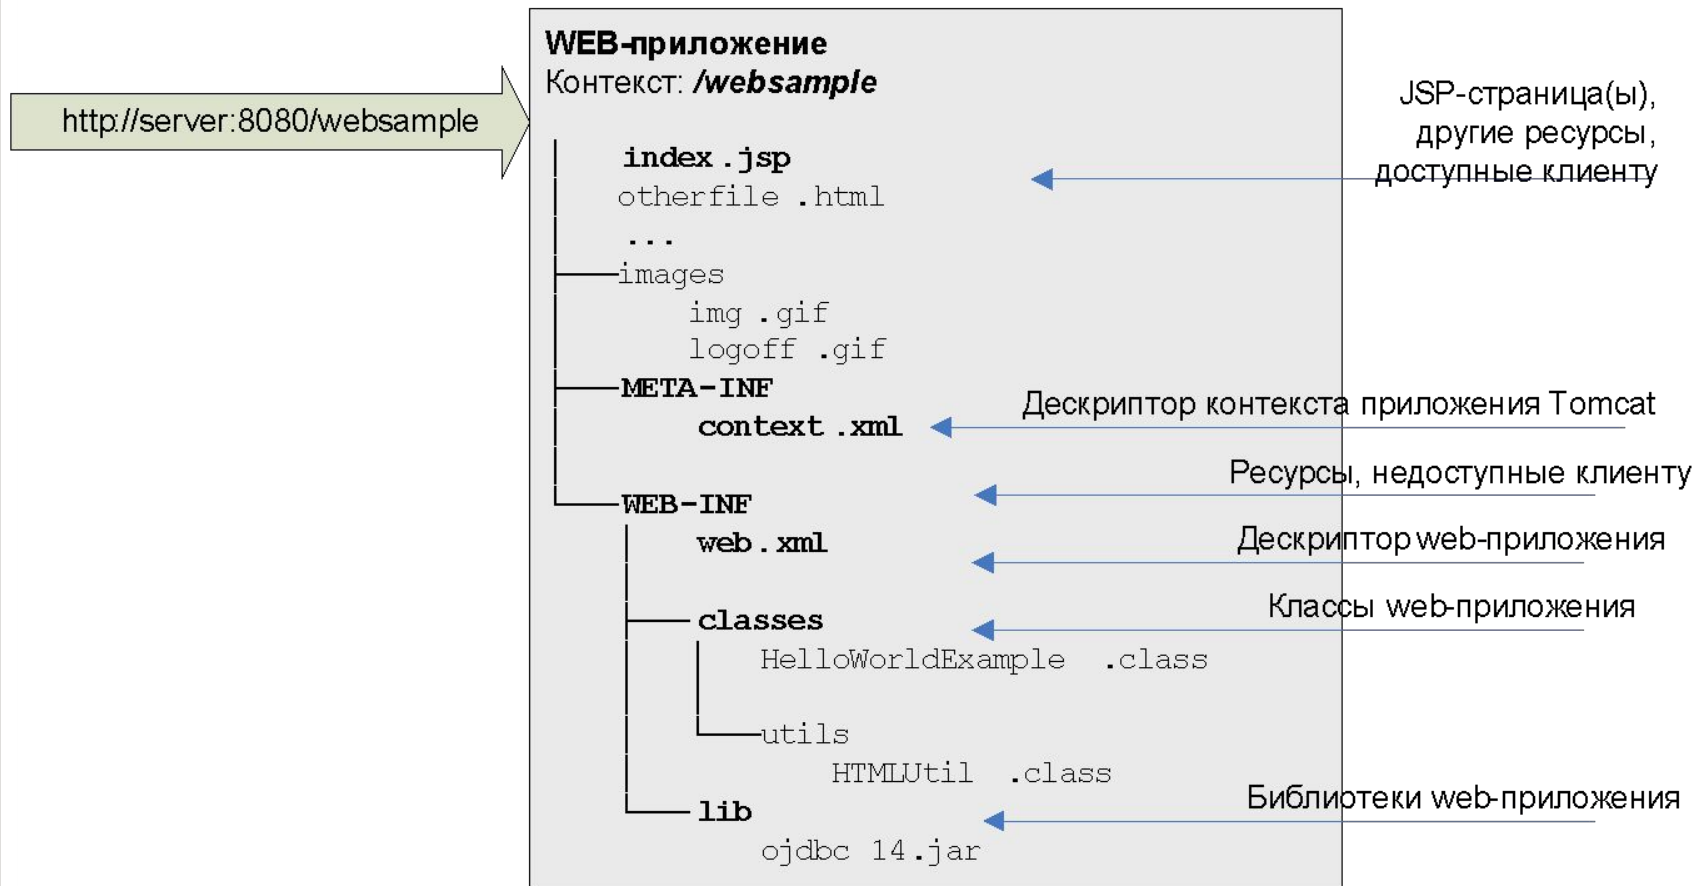 WEB-приложение
Контекст: /websample
http://server:8080/websample
JSP-страница(ы),
другие ресурсы,
доступные клиенту
index.jsp
otherfile .html
...
images
img .gif
logoff .gif
META-INF
Дескриптор контекста приложения Tomcat
context .xml
Ресурсы, недоступные клиенту
WEB-INF
Дескриптор web-приложения
web.xml
Классы web-приложения
classes
HelloWorldExample .class
utils
HTMLUtil .class
Библиотеки web-приложения
lib
ojdbc 14.jar